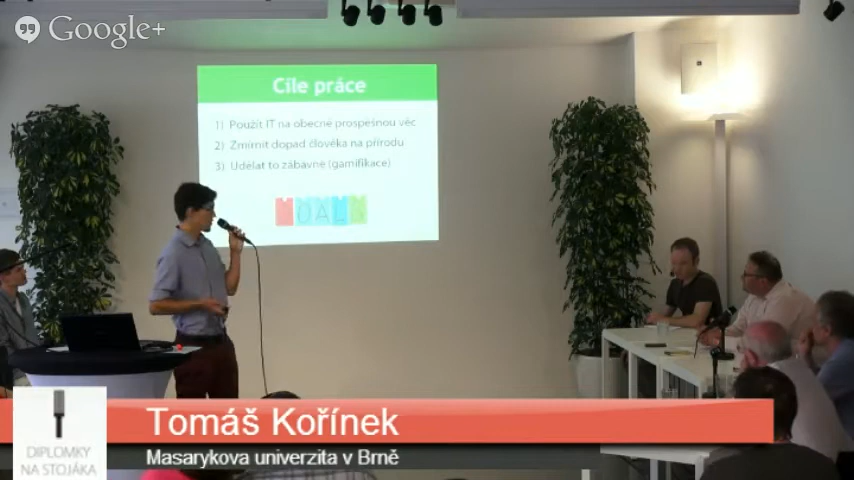 Google+
Cíle práce
1) Použít IT na obecně prospěšnou věc
2) Zmírnit dopad člověka na přírodu
3) Udělat to zábavné (gamifikace)
Tomáš Kořínek
Masarykova univerzita v Brně
DIPLOMKY
NA STOJÁKA